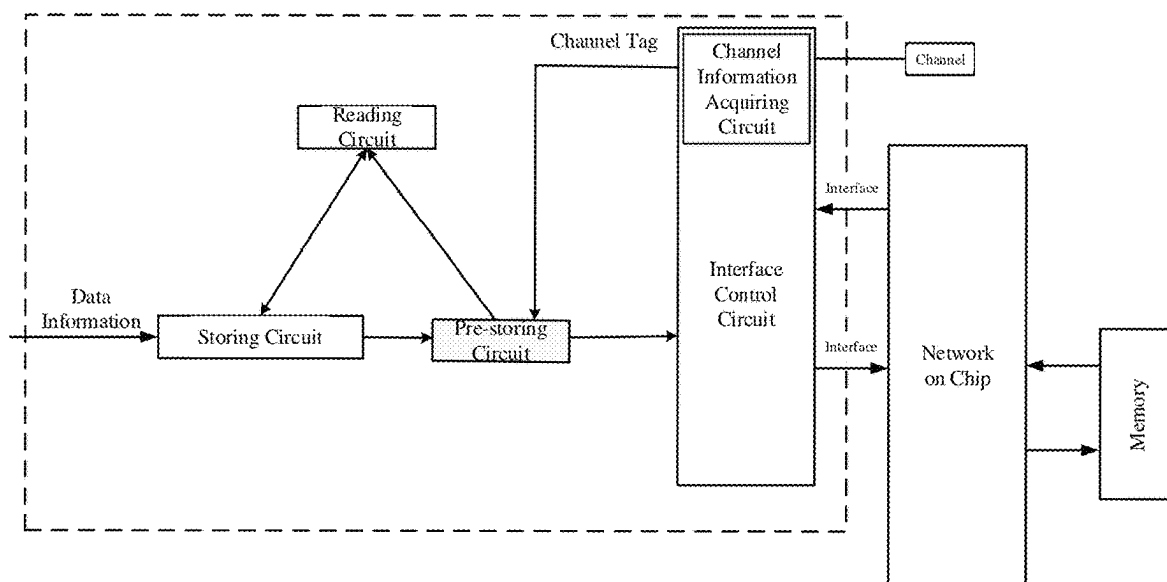 Channel Tag
Channel
Information
Acquiring
Circuit
Channel
Reading
Circuit
Interface
Data
Information
Storing Circuit
Pre-storing
Circuit
Interface
Control
Circuit
Interface
Network
on Chip
Memory